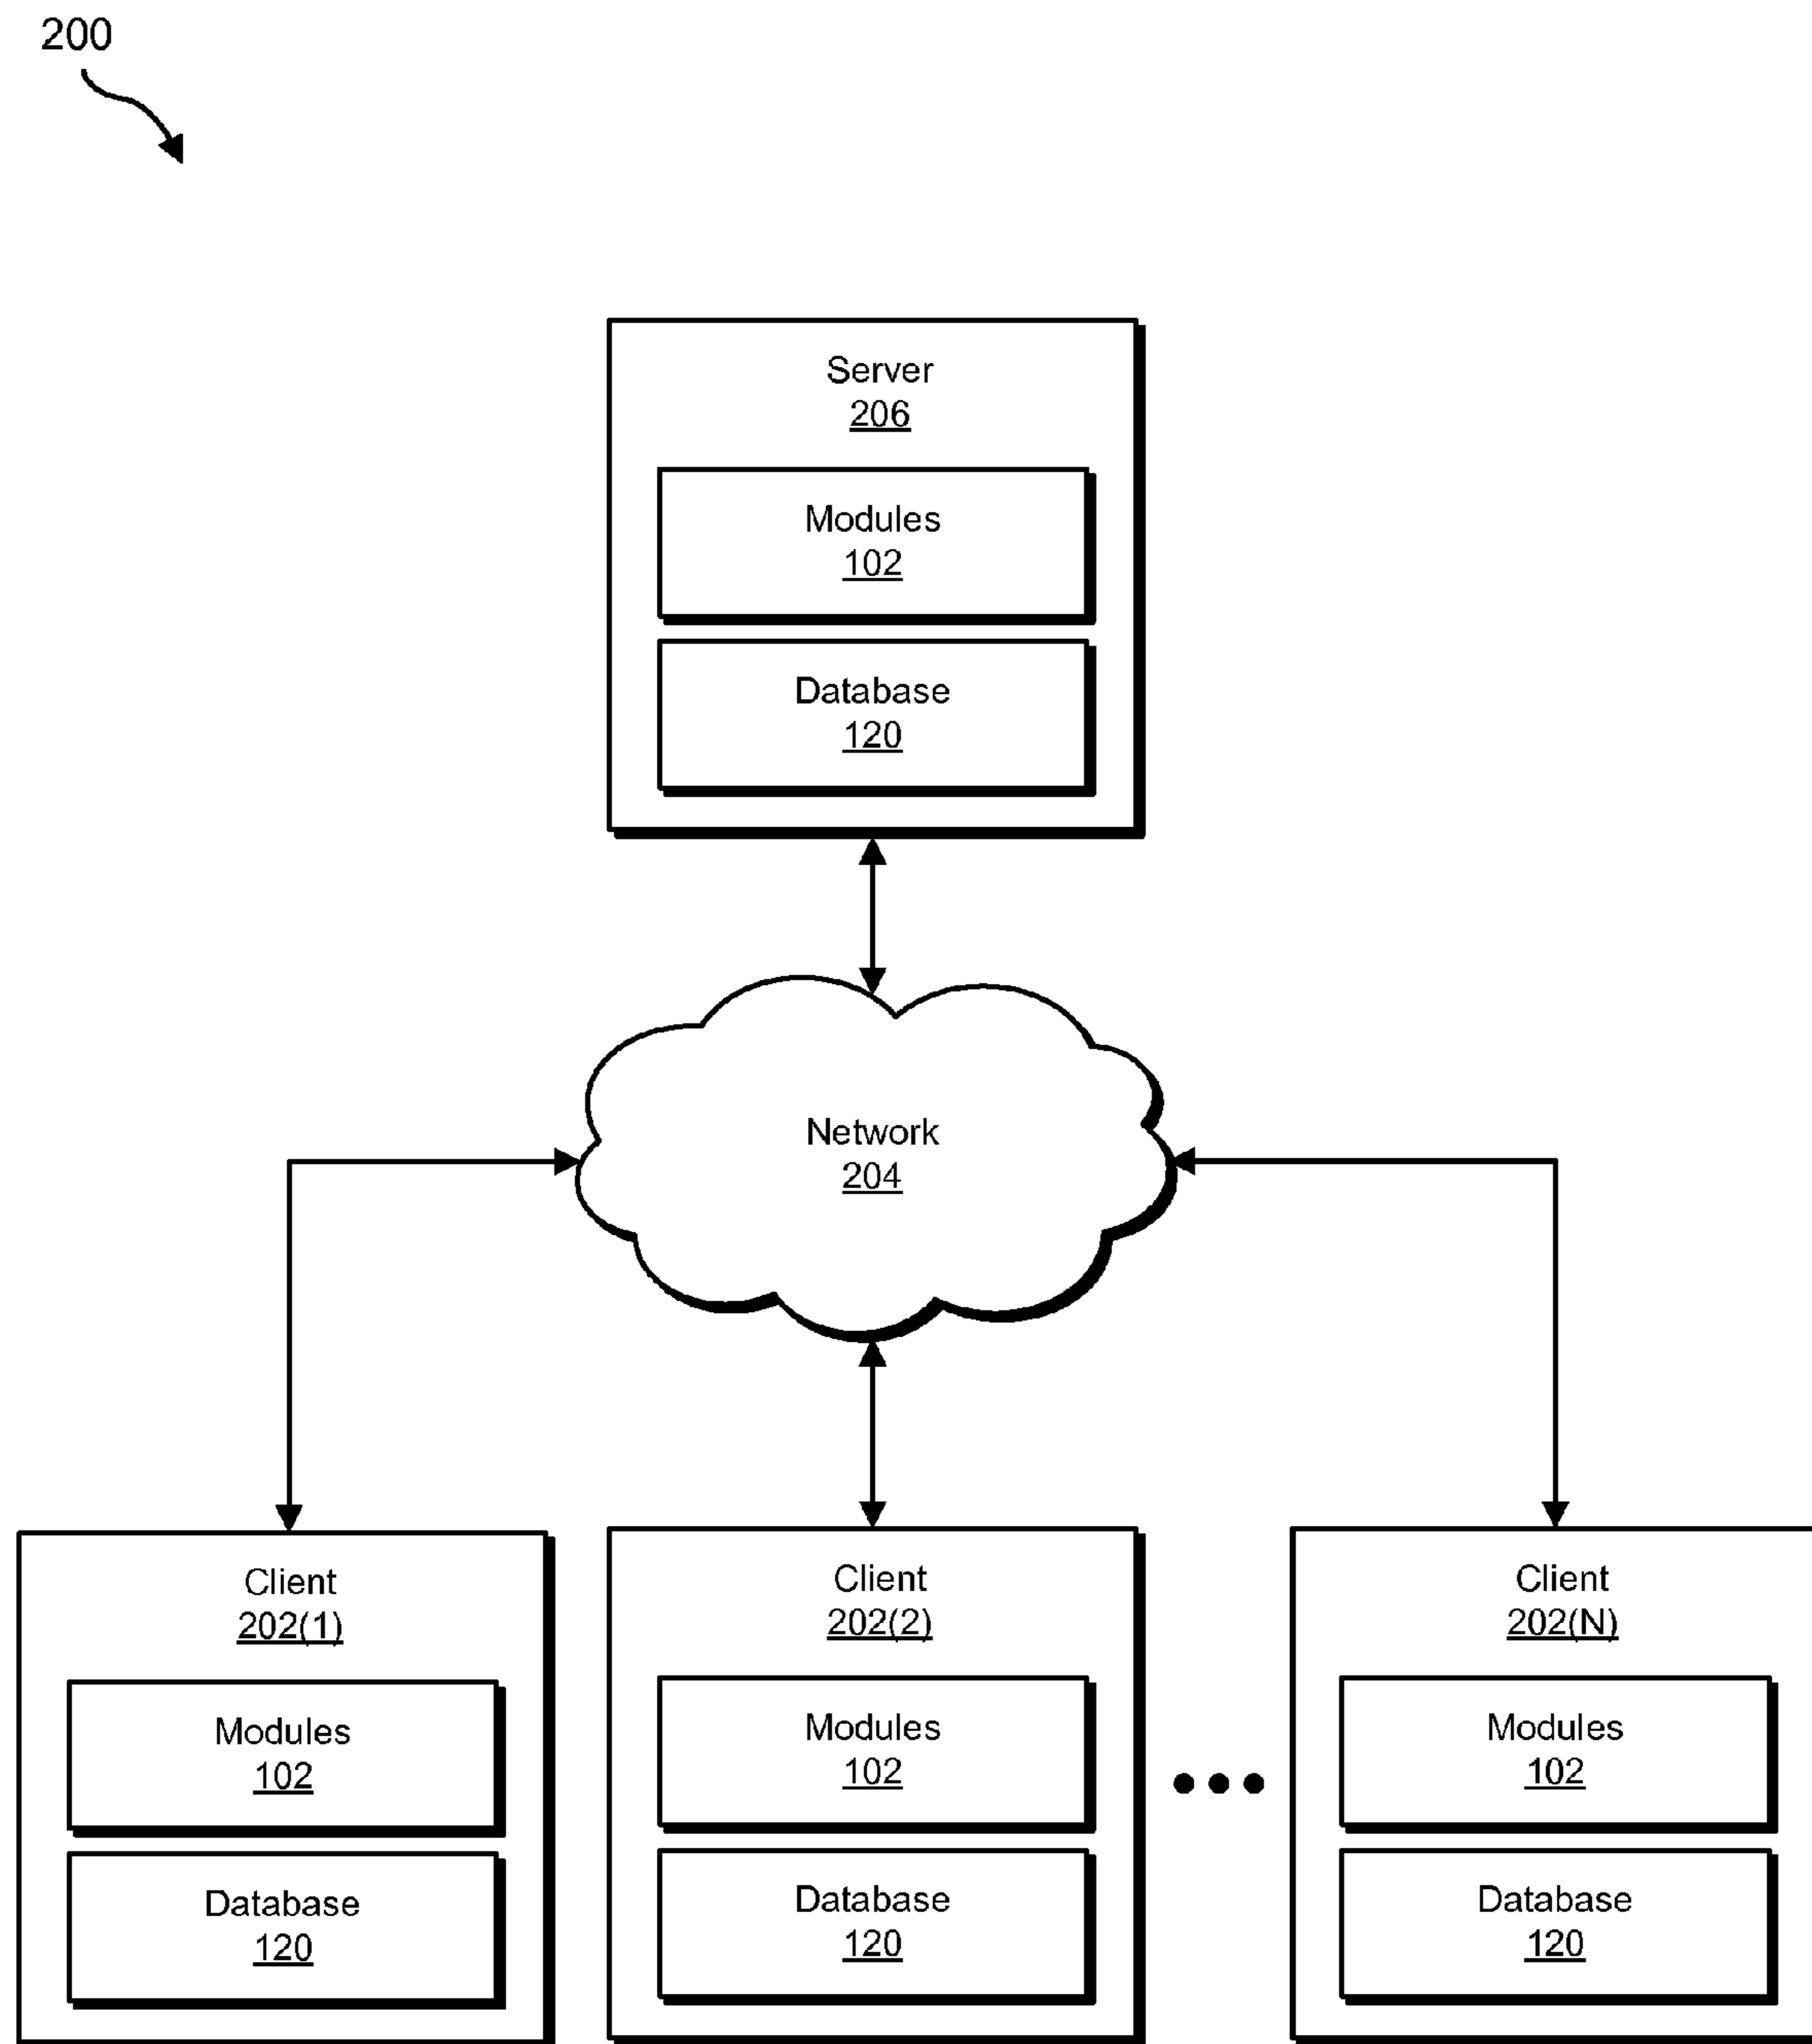 200
Server
206
Modules
102
Database
120
Network
204
Client
202(1)
Modules
102
Database
120
Client
202(2)
Modules
102
Database
120
Client
202(N)
Modules
102
Database
120